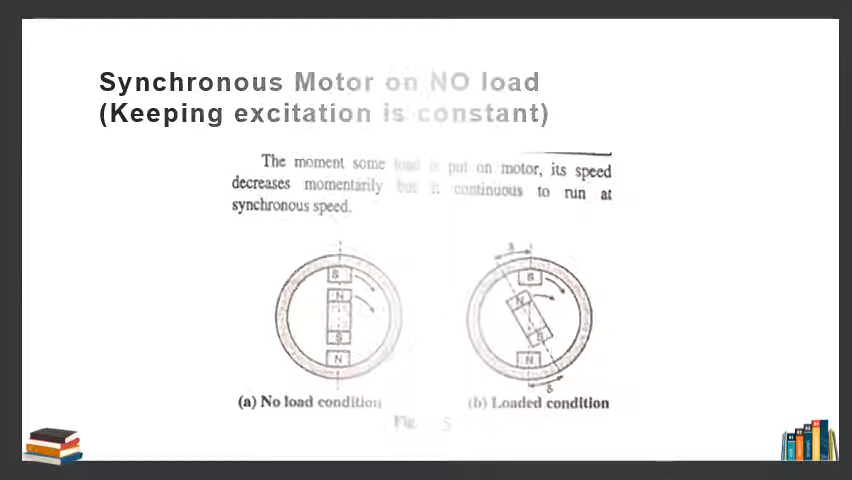 Synchronous Motor on NO load
(Keeping excitation is constant)
The moment some load is put on motor, its speed
decreases momentarily but it continuous to run at
synchronous speed.
S
N
S
N
δ
S
N
S
N
δ
(a) No load condition
(b) Loaded condition
Fig. 5